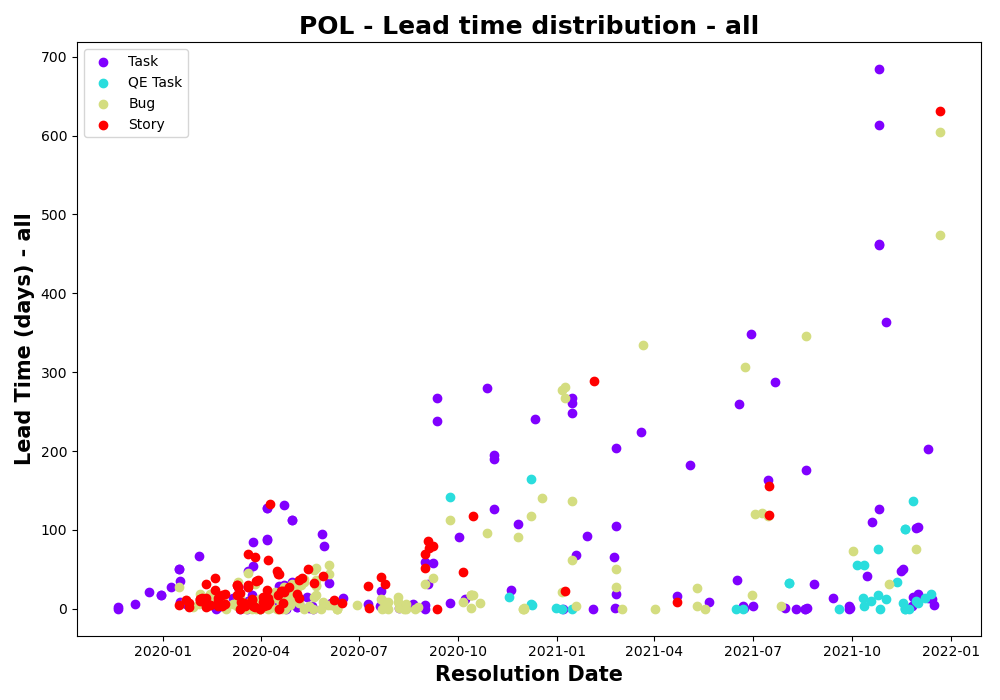 POL - Lead time distribution - all
Task
QE Task
Bug
Story
Lead Time (days) - all
700
600
500
400
300
200
100
0
2020-01 2020-04 2020-07 2020-10 2021-01 2021-04 2021-07 2021-10 2022-01
Resolution Date